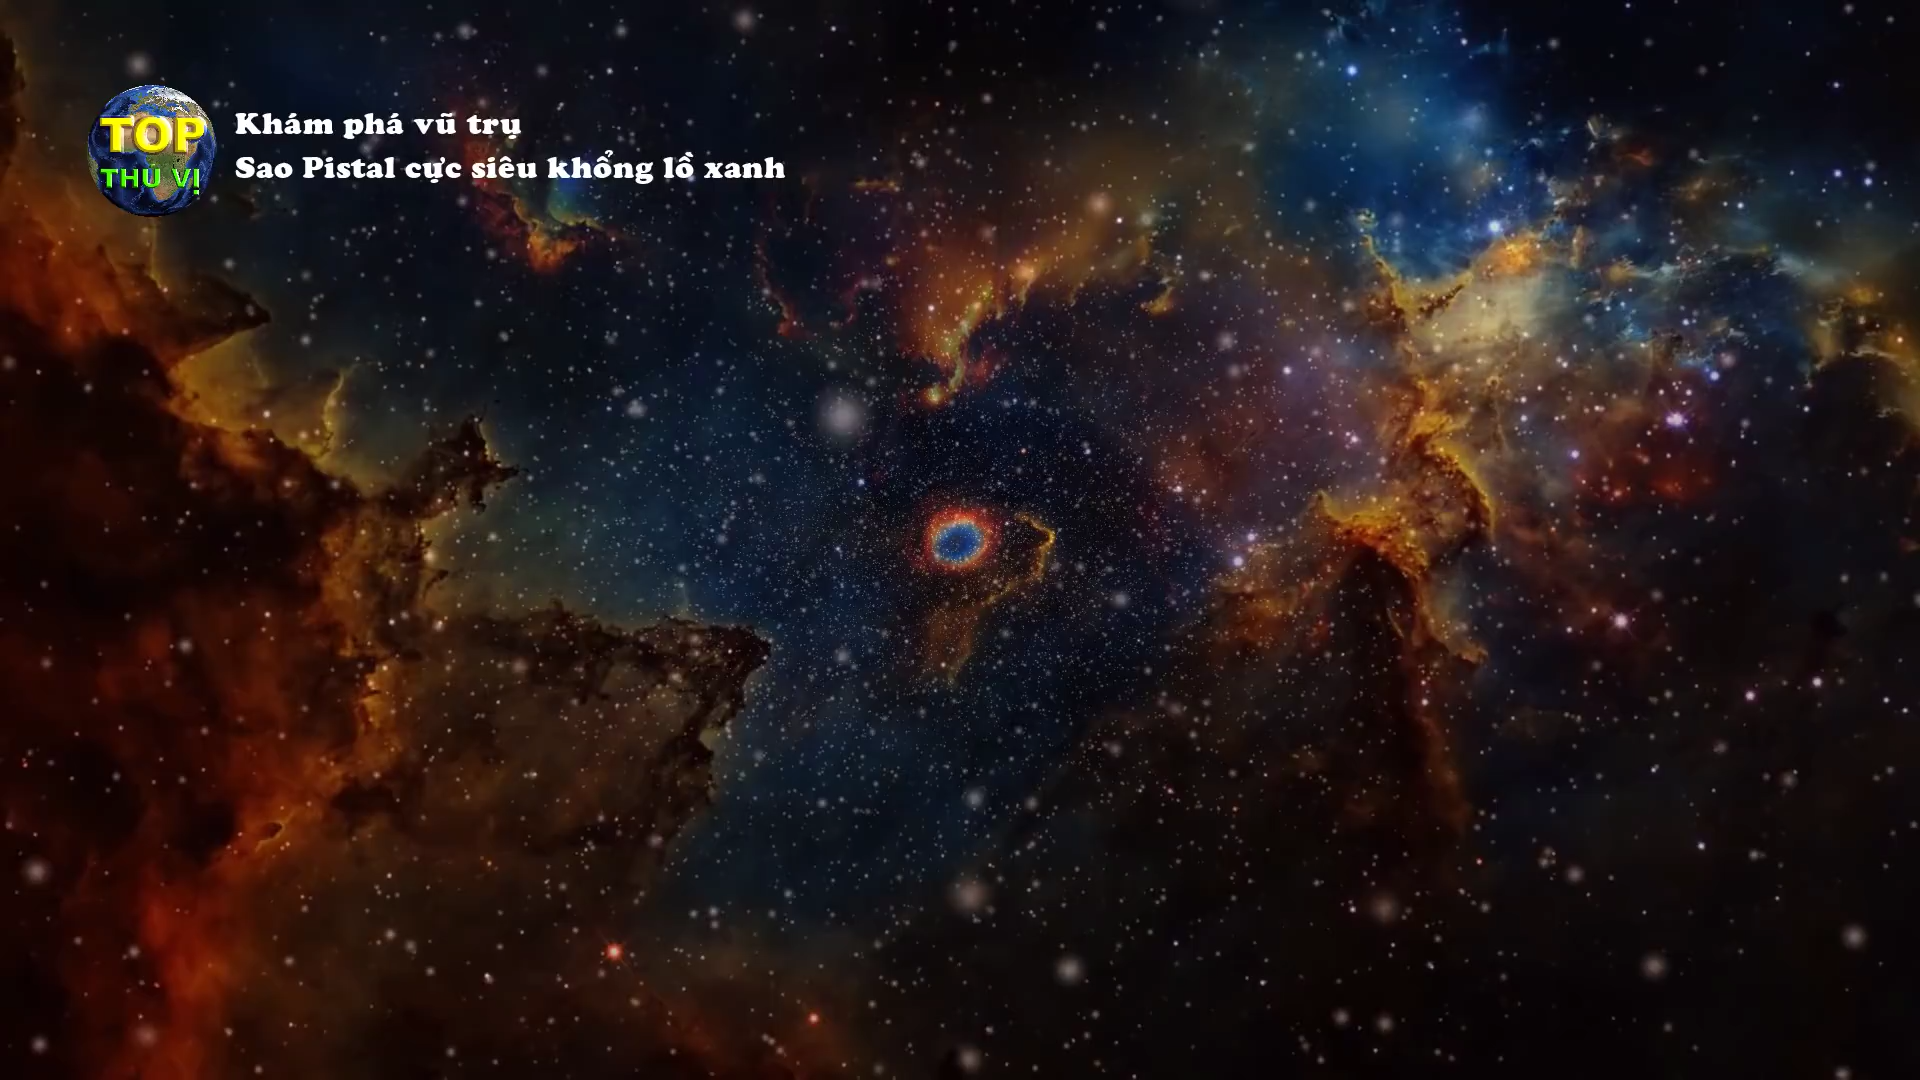 TOP
THÚ VỊ
Khám phá vũ trụ
Sao Pistal cực siêu khổng lồ xanh